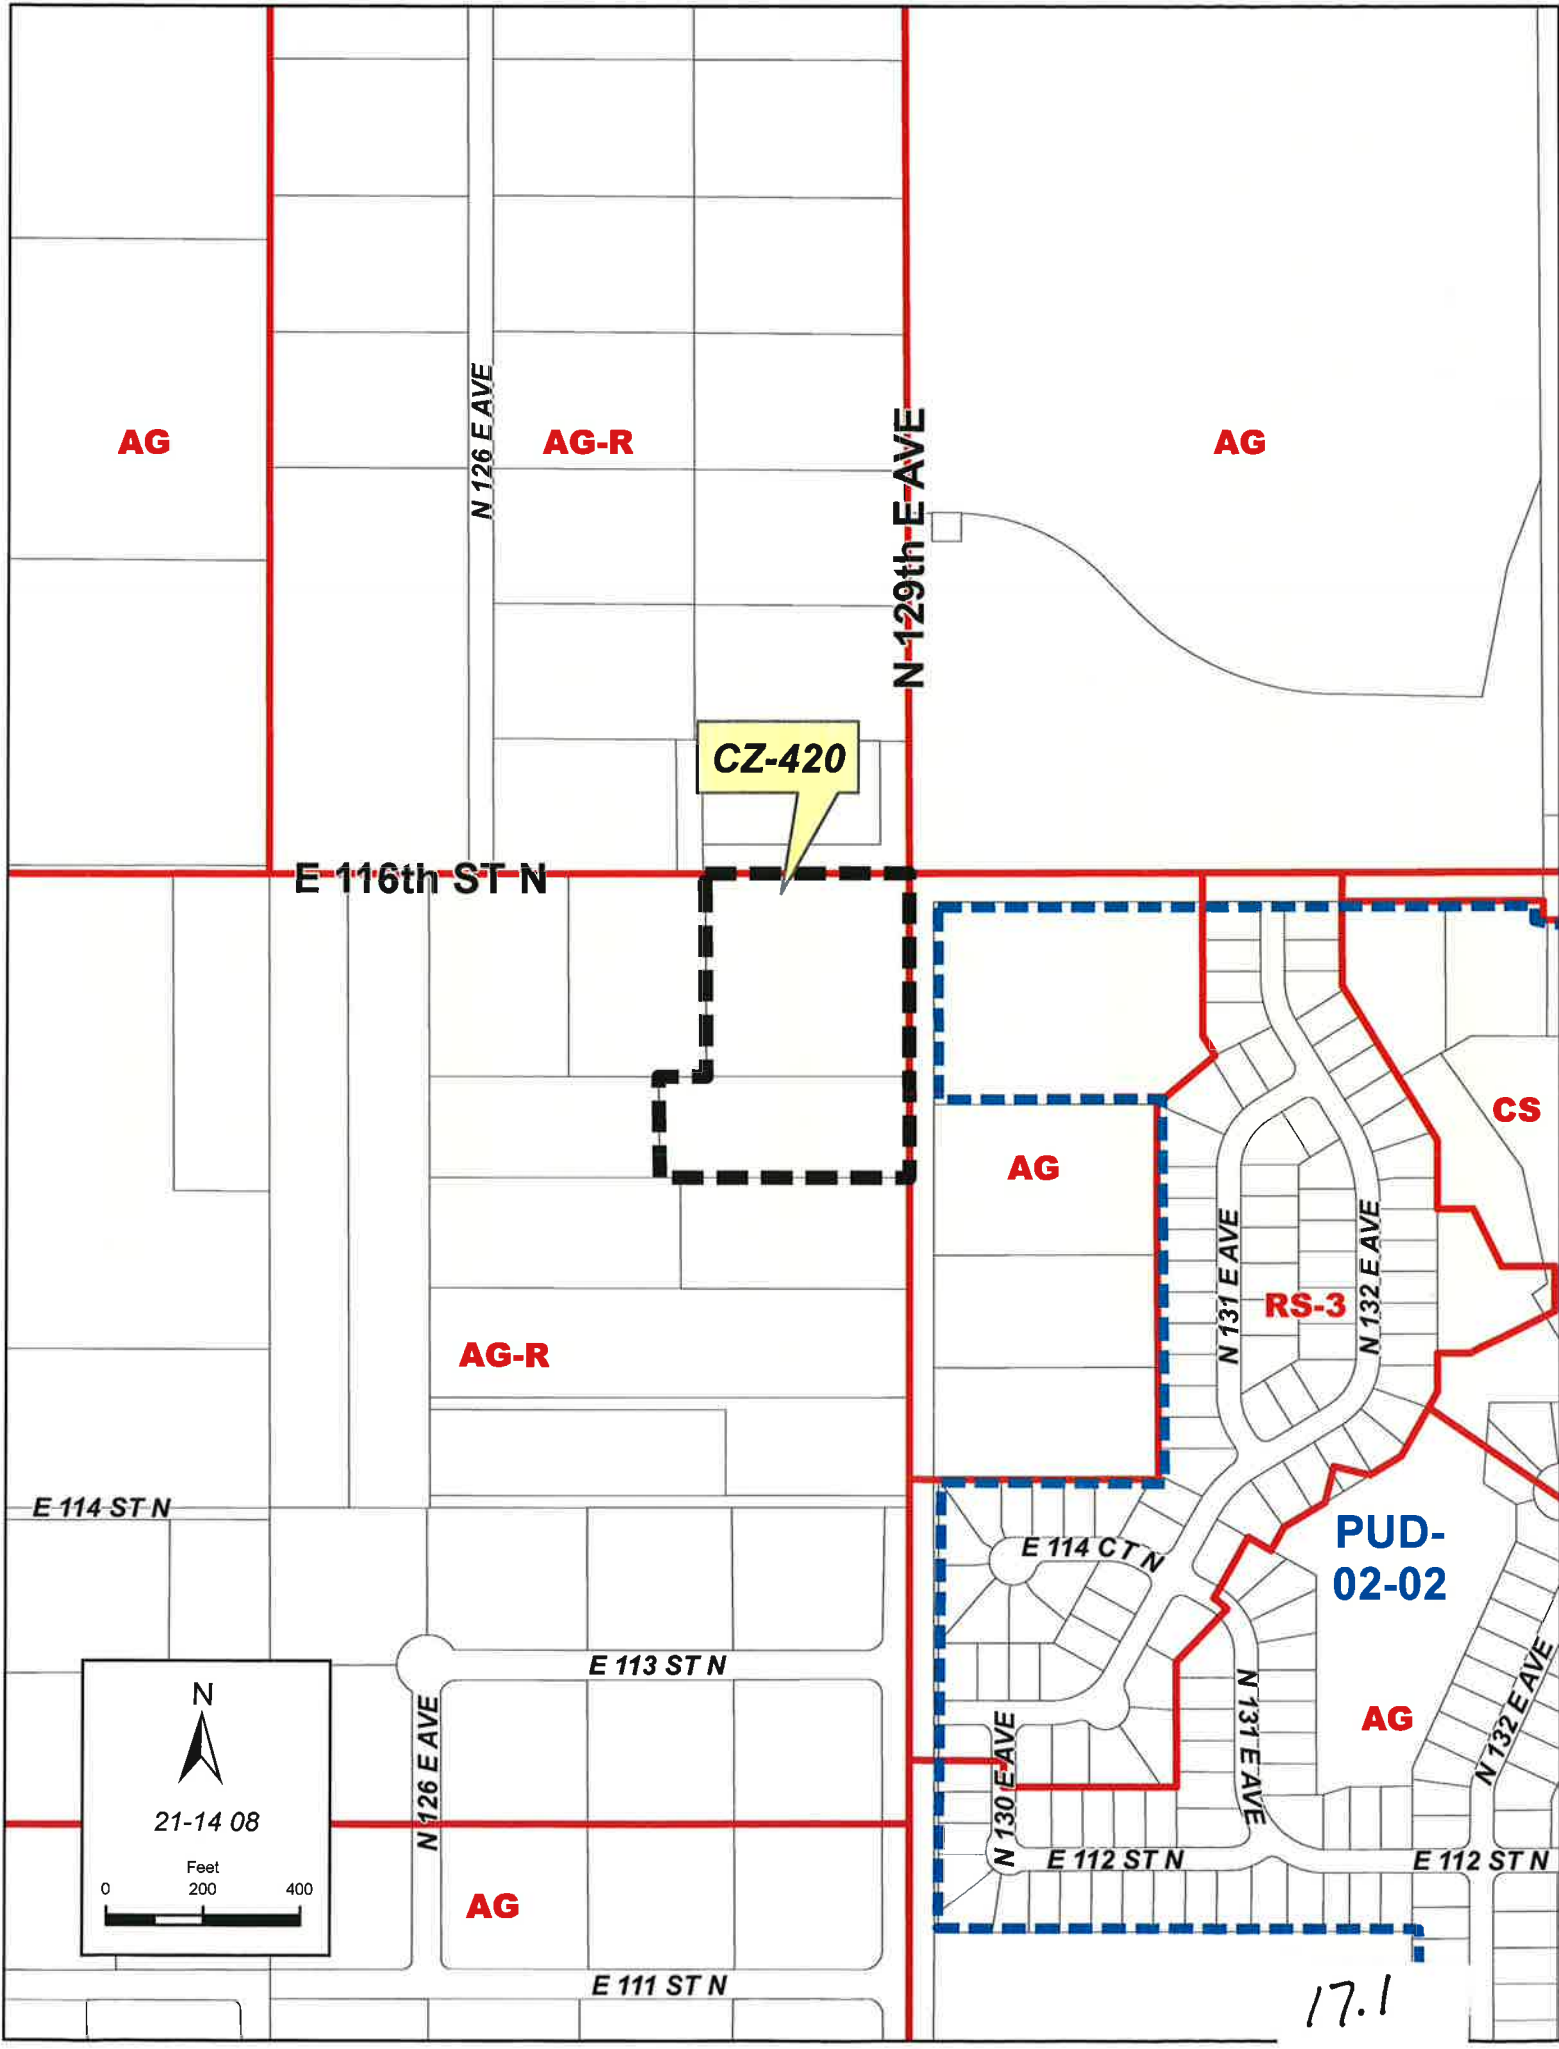 AG
N 126 E AVE
AG-R
N 129th E AVE
AG
CZ-420
E 116th ST N
CS
AG
N 131 E AVE
RS-3
N 132 E AVE
AG-R
E 114 ST N
E 114 CT N
PUD-
02-02
E 113 ST N
N 126 E AVE
N 130 E AVE
N 131 E AVE
AG
N 132 E AVE
N
21-14 08
Feet
0 200 400
E 112 ST N
E 112 ST N
AG
E 111 ST N
17.1